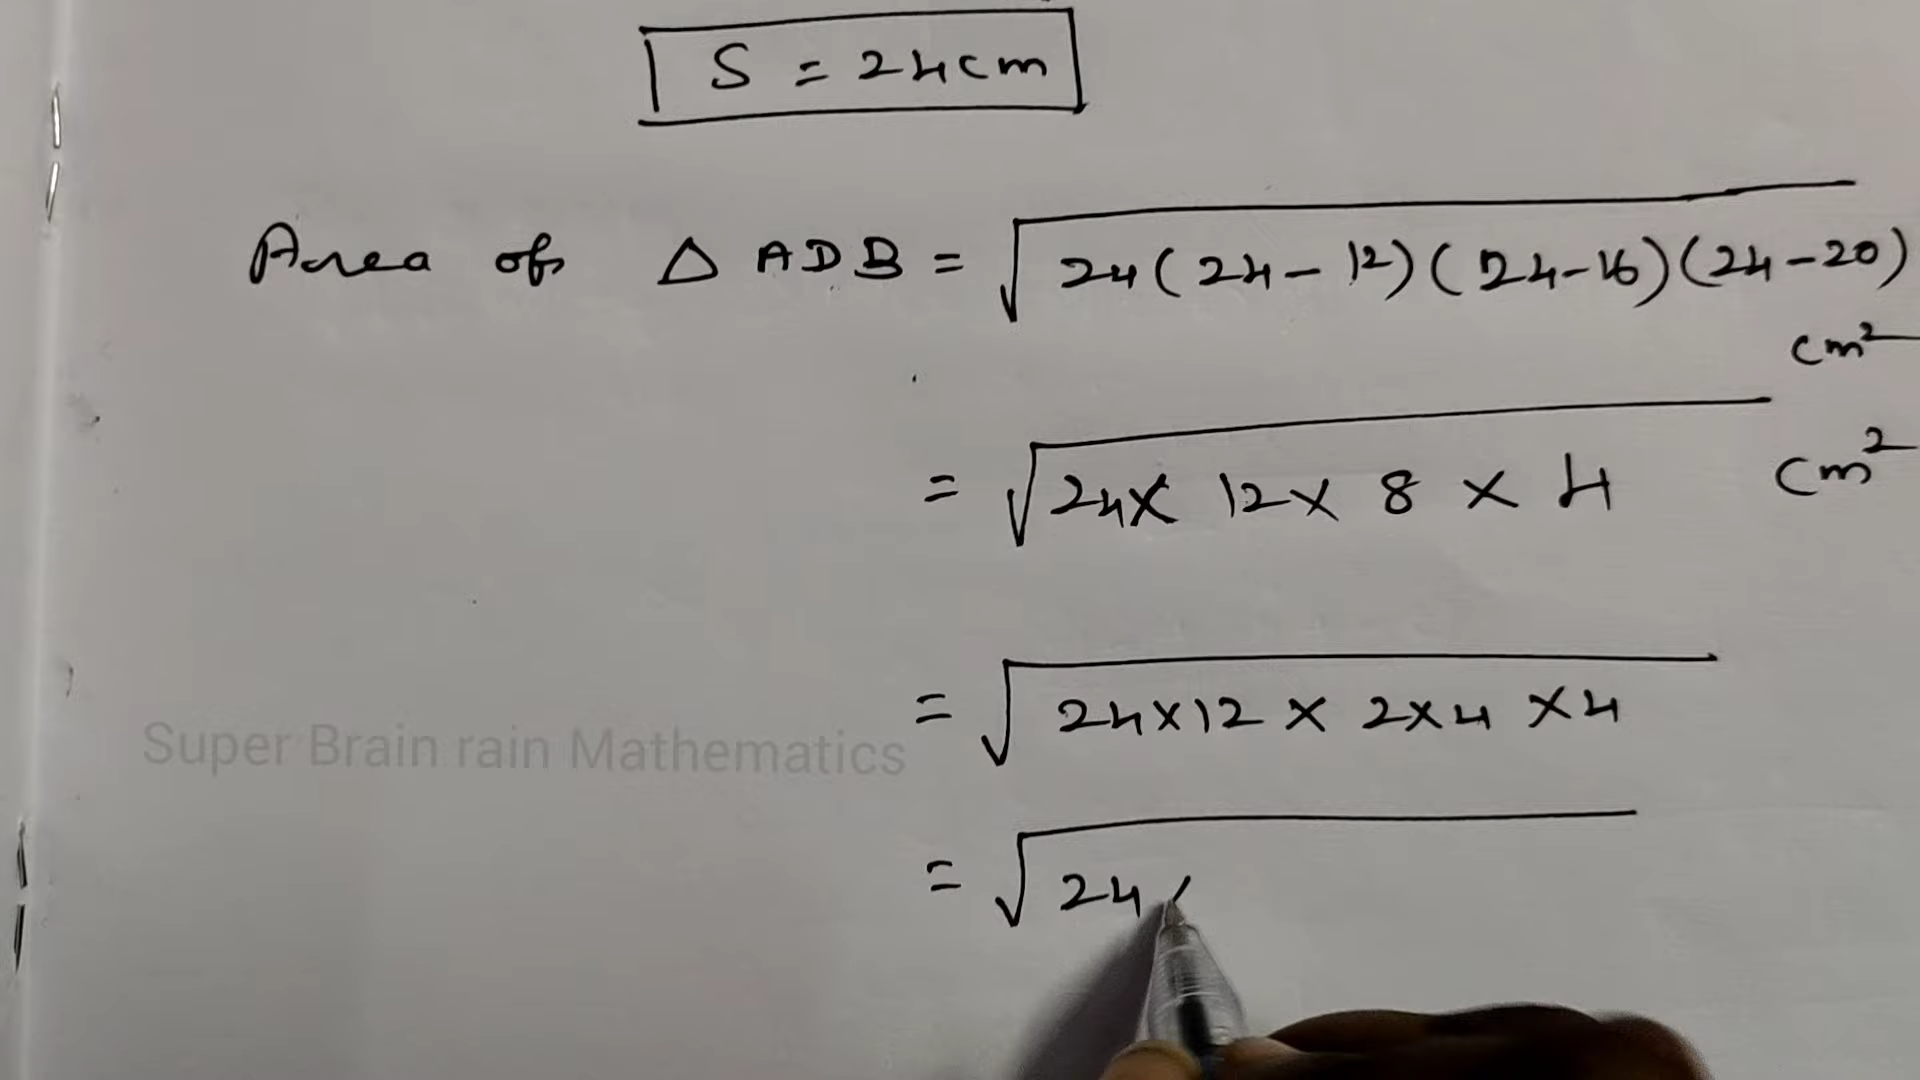 S = 24cm
Area of △ ADB = √24(24-12)(24-16)(24-20)
cm²
= √24× 12× 8 × 4 cm²
= √24×12 × 2×4 ×4
Super Brain rain Mathematics
= √24